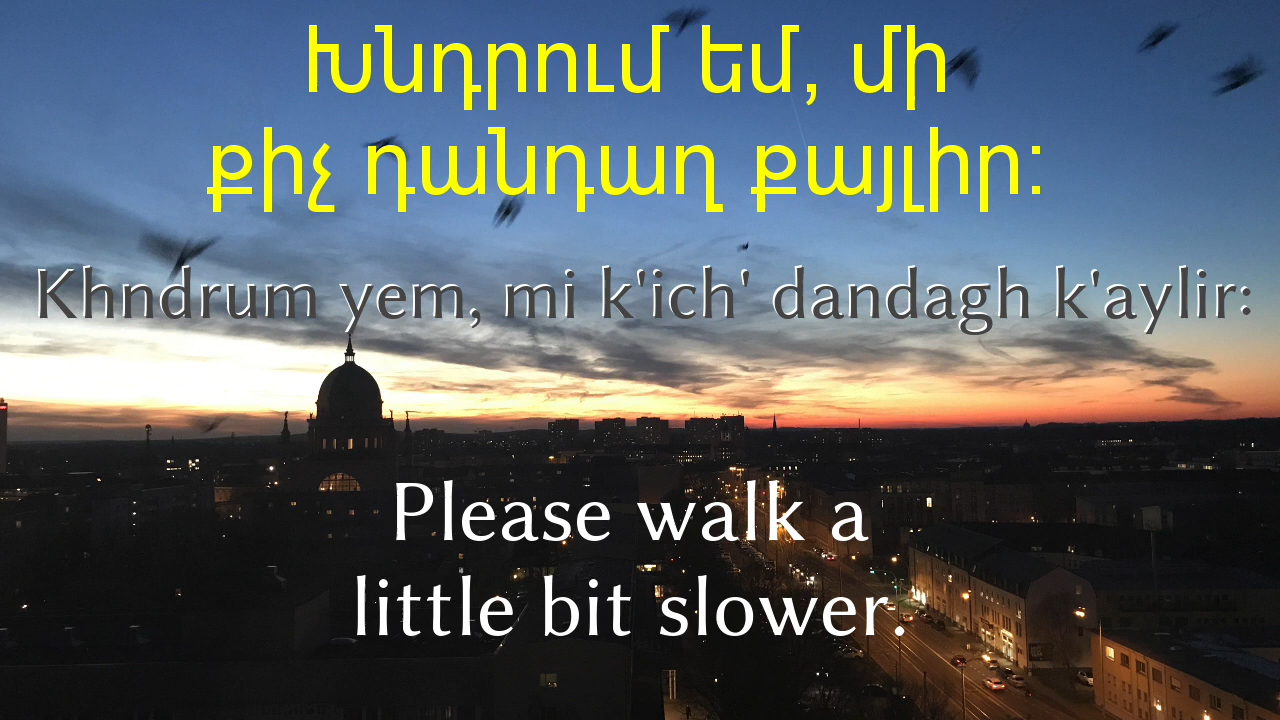 Խնդրում եմ, մի
քիչ դանդաղ քայլիր:
Khndrum yem, mi k'ich' dandagh k'aylir:
Please walk a
little bit slower.